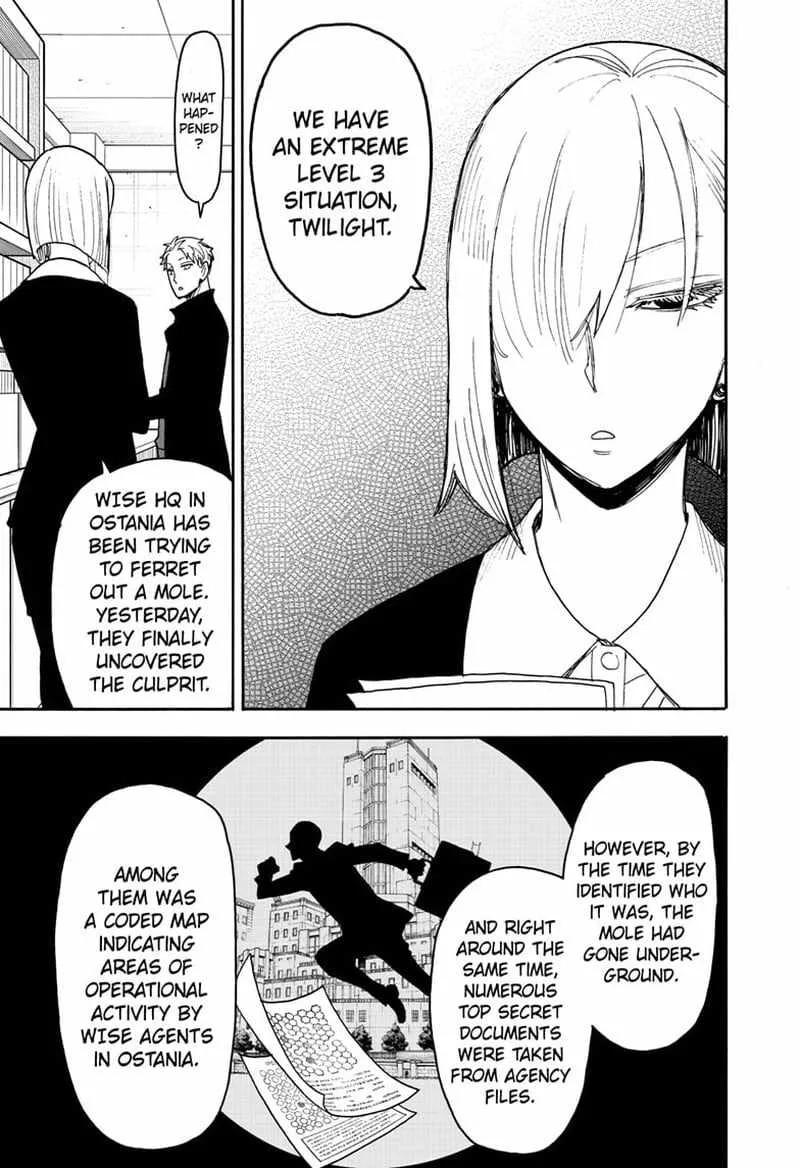 WE HAVE
AN EXTREME
LEVEL 3
SITUATION,
TWILIGHT.
WHAT
HAP-
PENED
?
WISE HQ IN
OSTANIA HAS
BEEN TRYING
TO FERRET
OUT A MOLE.
YESTERDAY,
THEY FINALLY
UNCOVERED
THE CULPRIT.
HOWEVER, BY
THE TIME THEY
IDENTIFIED WHO
IT WAS, THE
MOLE HAD
GONE UNDER-
GROUND.
AND RIGHT
AROUND THE
SAME TIME,
NUMEROUS
TOP SECRET
DOCUMENTS
WERE TAKEN
FROM AGENCY
FILES.
AMONG
THEM WAS
A CODED MAP
INDICATING
AREAS OF
OPERATIONAL
ACTIVITY BY
WISE AGENTS
IN OSTANIA.